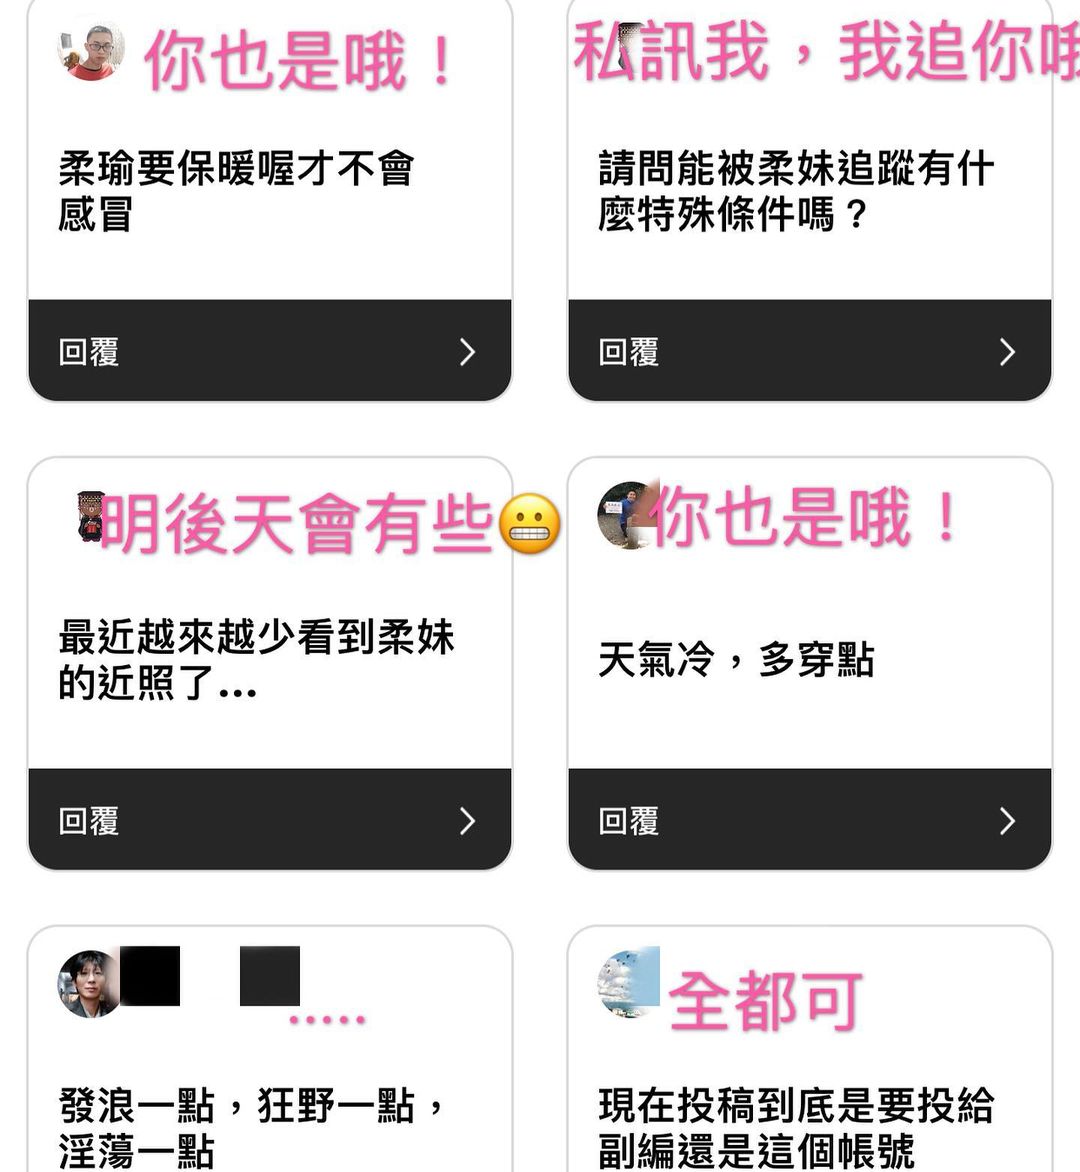 你也是哦！
柔瑜要保暖喔才不會
感冒
回覆
私訊我，我追你哦
請問能被柔妹追蹤有什
麼特殊條件嗎？
回覆
明後天會有些😬
最近越來越少看到柔妹
的近照了...
回覆
你也是哦！
天氣冷，多穿點
回覆
.....
發浪一點，狂野一點，
淫蕩一點
全都可
現在投稿到底是要投給
副編還是這個帳號